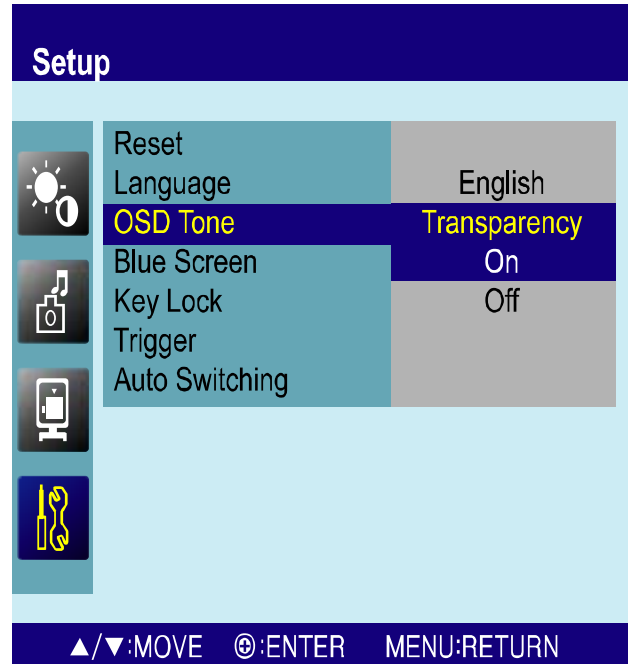 Setup
Reset
Language English
OSD Tone Transparency
Blue Screen On
Key Lock Off
Trigger
Auto Switching
▲/▼:MOVE ⊕:ENTER MENU:RETURN